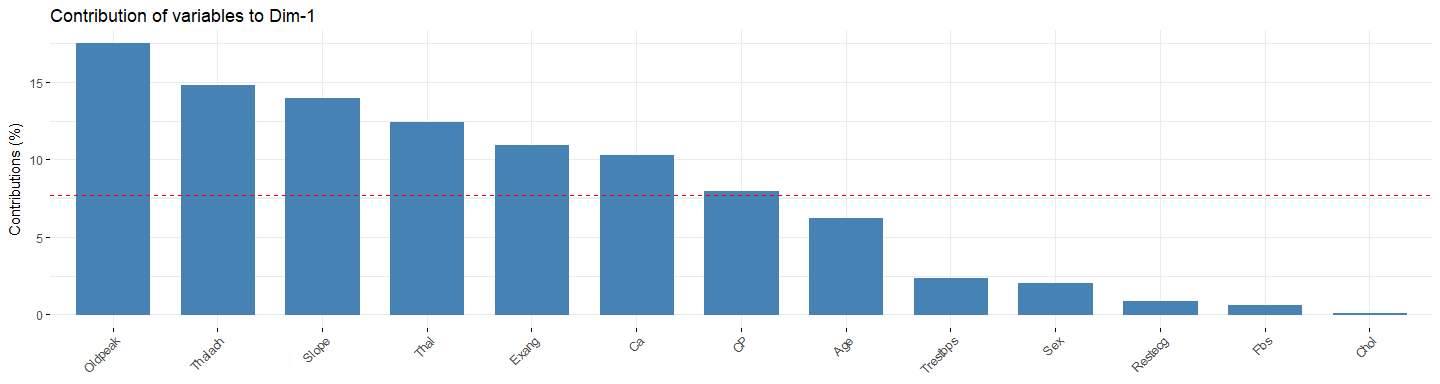 Contribution of variables to Dim-1
Contributions (%)
15
10
5
0
Oldpeak
Thalach
Slope
Thal
Exang
Ca
CP
Age
Trestbps
Sex
Restecg
Fbs
Chol